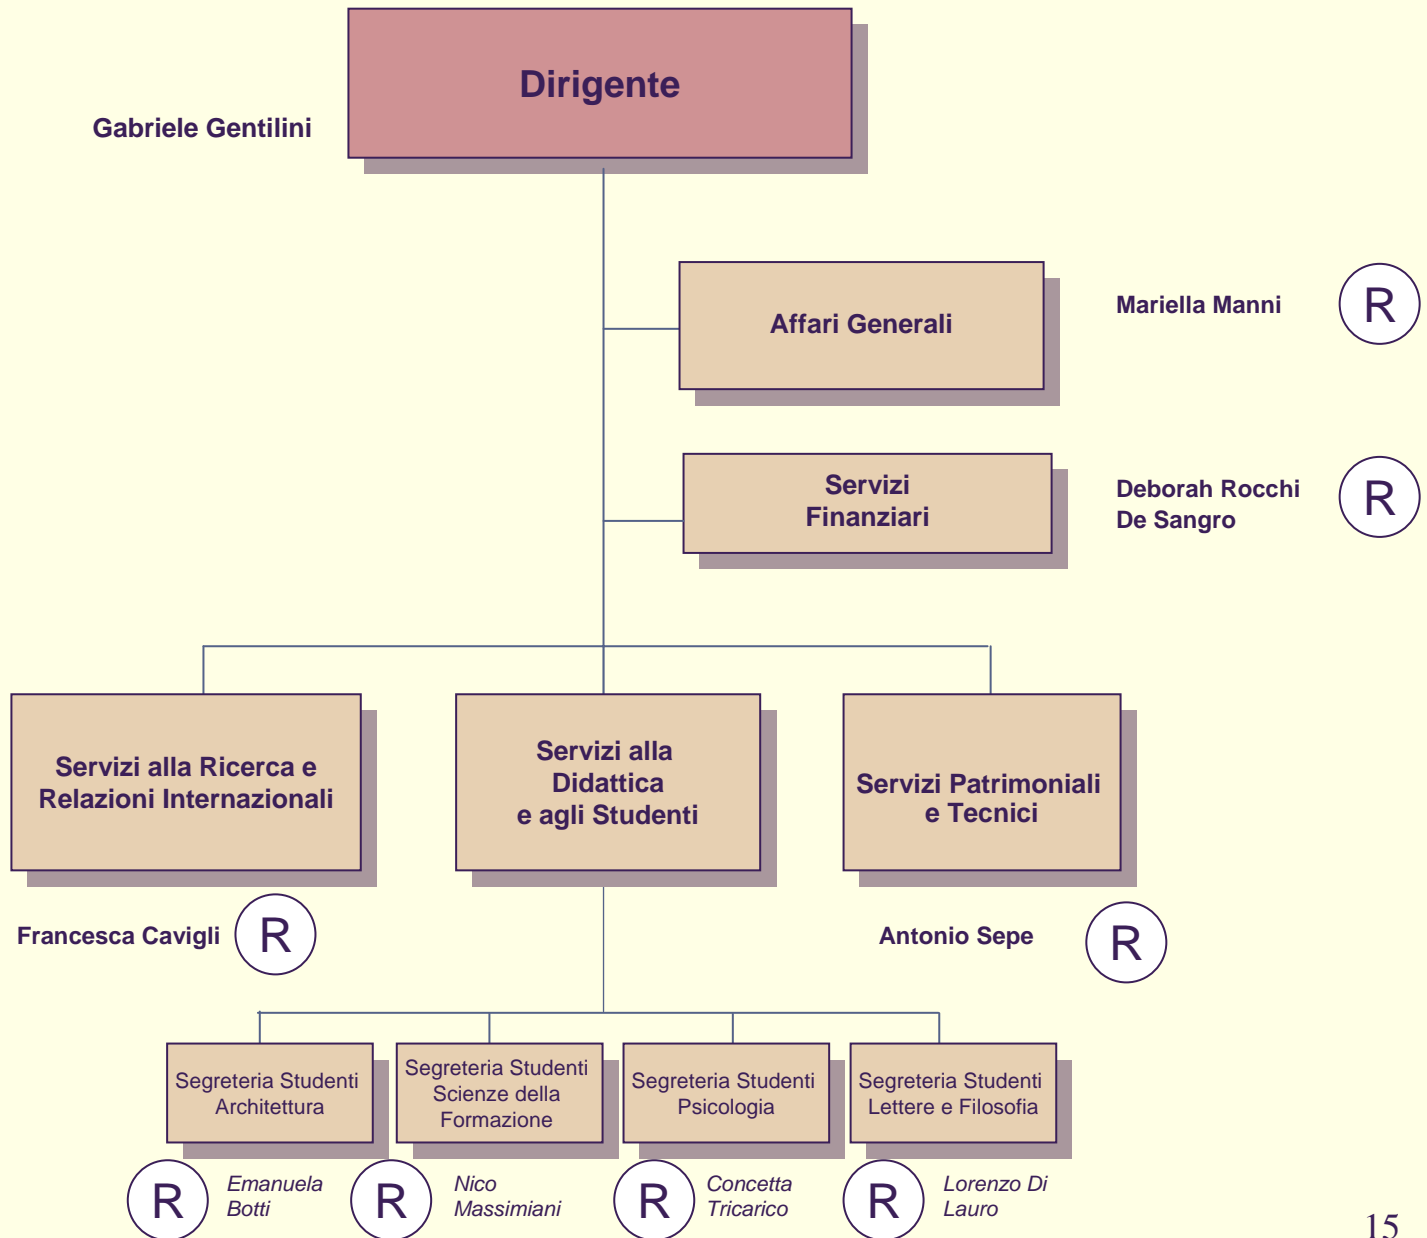 Dirigente
Gabriele Gentilini
Affari Generali
Mariella Manni
R
Servizi
Finanziari
Deborah Rocchi
De Sangro
R
Servizi alla Ricerca e
Relazioni Internazionali
Servizi alla
Didattica
e agli Studenti
Servizi Patrimoniali
e Tecnici
Francesca Cavigli
R
Antonio Sepe
R
Segreteria Studenti
Architettura
Segreteria Studenti
Scienze della
Formazione
Segreteria Studenti
Psicologia
Segreteria Studenti
Lettere e Filosofia
R
Emanuela
Botti
R
Nico
Massimiani
R
Concetta
Tricarico
R
Lorenzo Di
Lauro
15